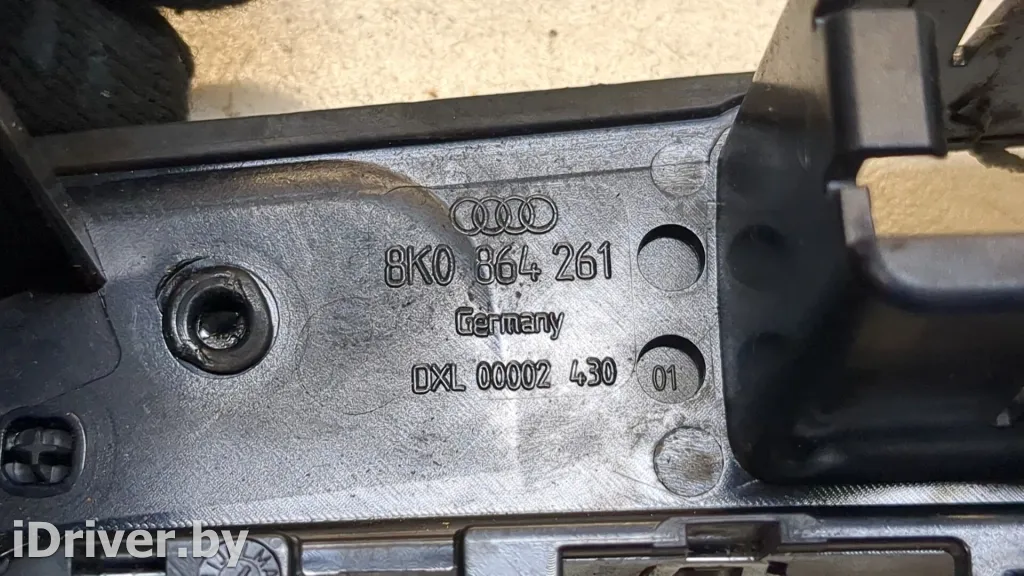 8K0 864 261
Germany
DXL 00002 430
01
iDriver.by